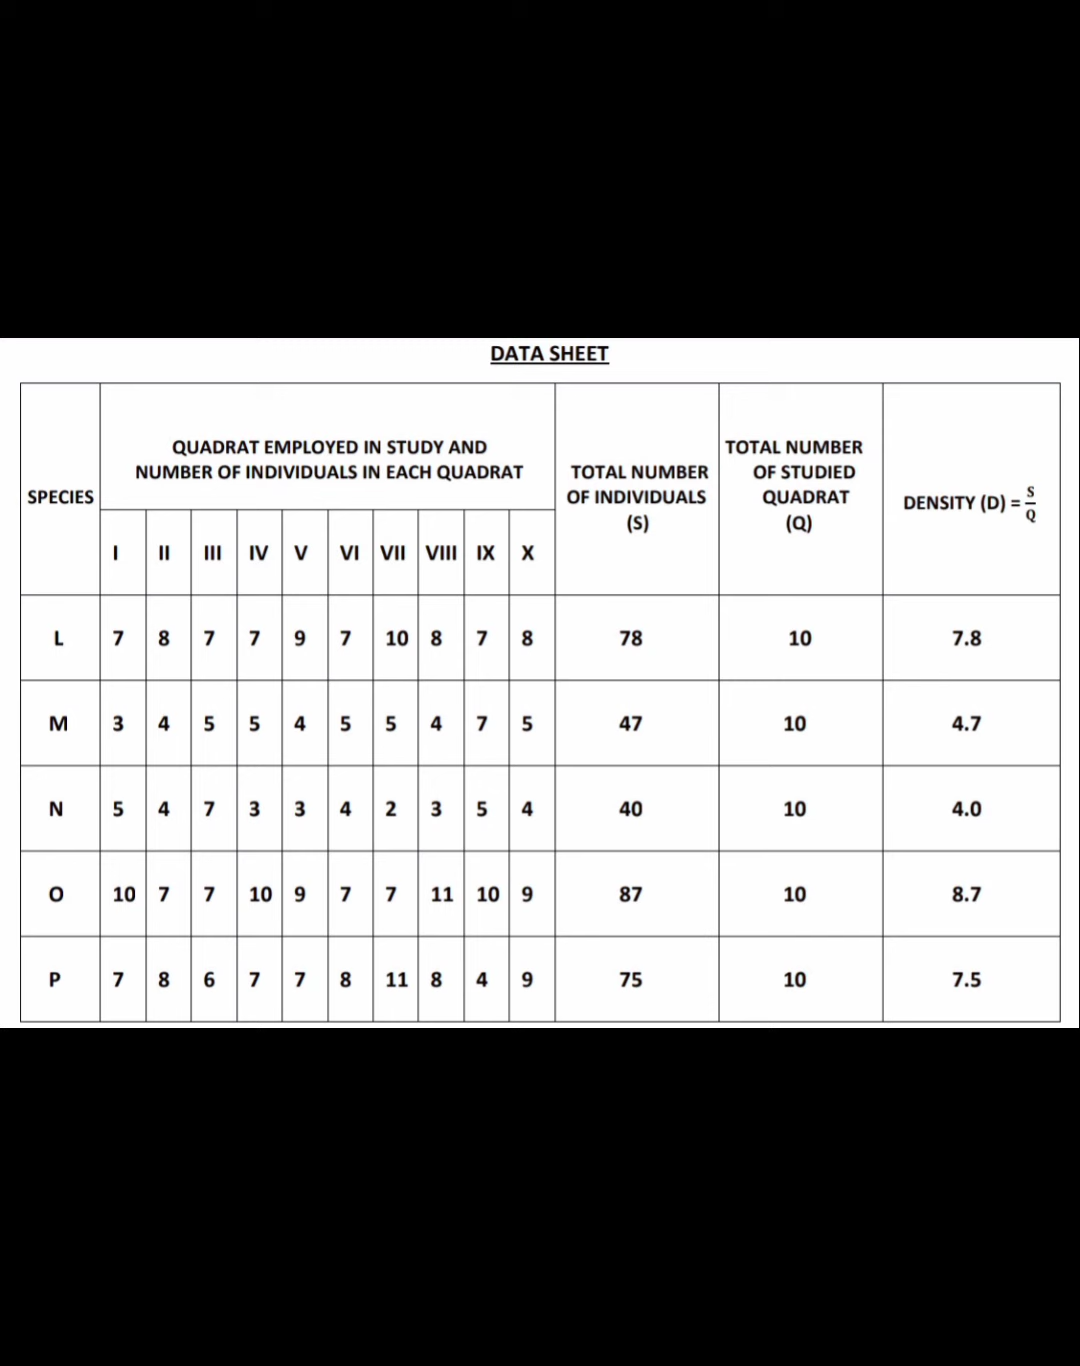 DATA SHEET
SPECIES
QUADRAT EMPLOYED IN STUDY AND
NUMBER OF INDIVIDUALS IN EACH QUADRAT
TOTAL NUMBER
OF INDIVIDUALS
(S)
TOTAL NUMBER
OF STUDIED
QUADRAT
(Q)
DENSITY (D) = S/Q
I II III IV V VI VII VIII IX X
L 7 8 7 7 9 7 10 8 7 8 78 10 7.8
M 3 4 5 5 4 5 5 4 7 5 47 10 4.7
N 5 4 7 3 3 4 2 3 5 4 40 10 4.0
O 10 7 7 10 9 7 7 11 10 9 87 10 8.7
P 7 8 6 7 7 8 11 8 4 9 75 10 7.5